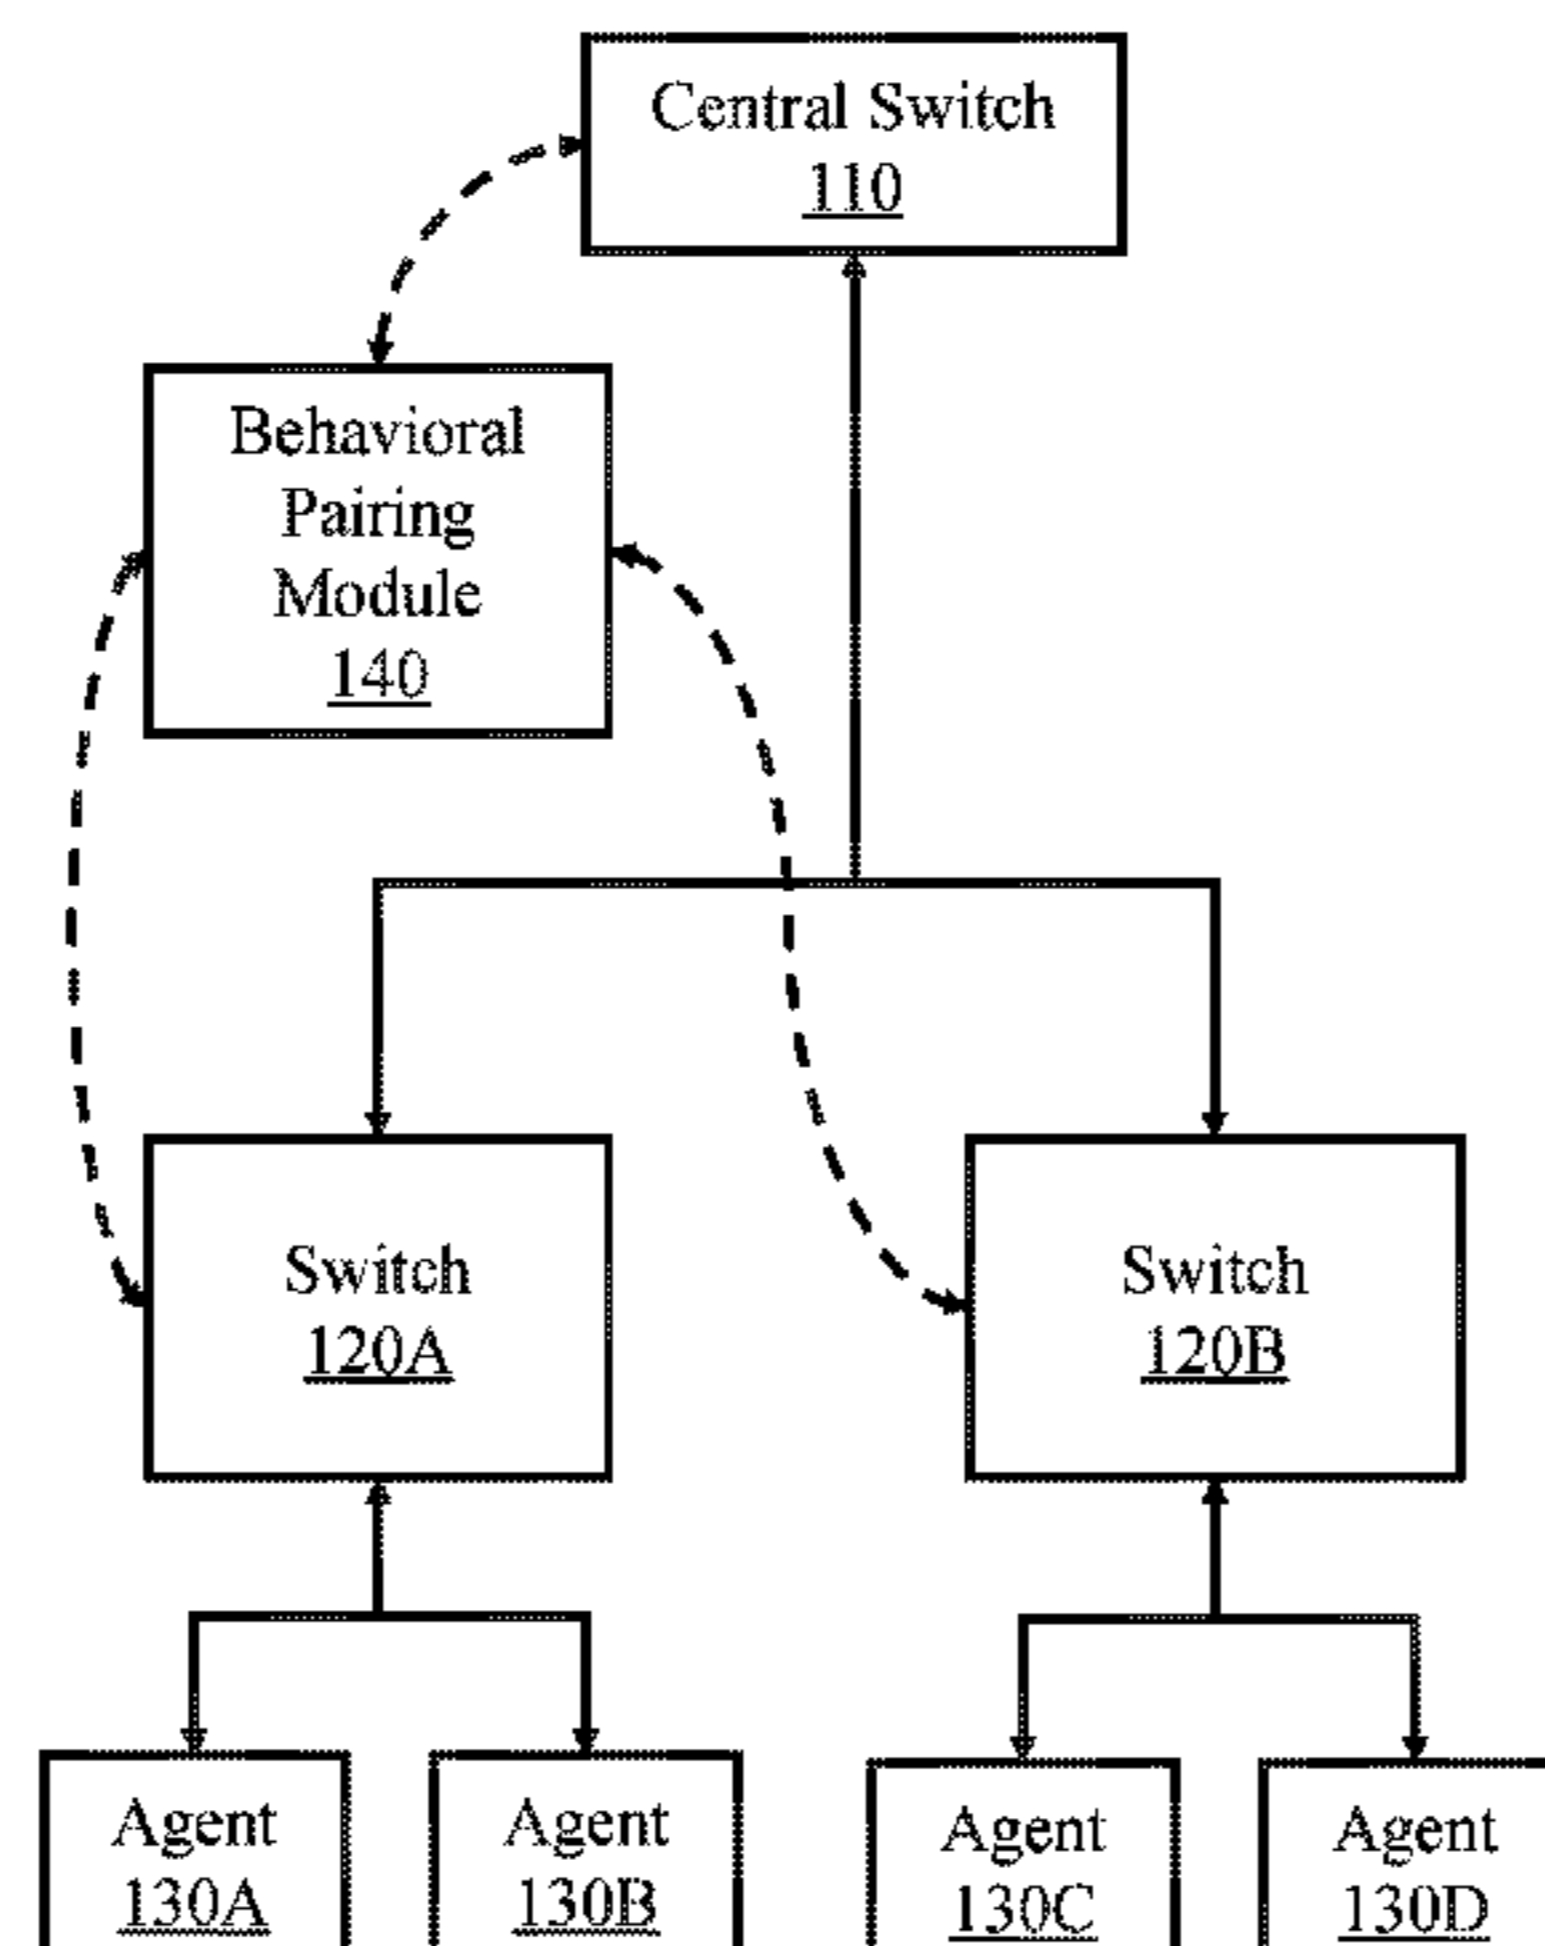 Central Switch
110
Behavioral
Pairing
Module
140
Switch
120A
Switch
120B
Agent
130A
Agent
130B
Agent
130C
Agent
130D